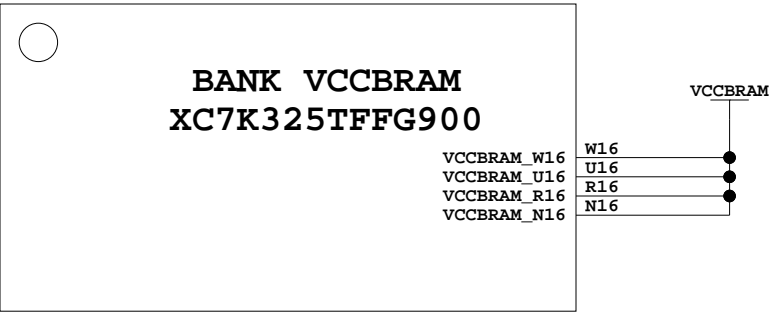 BANK VCCBRAM
XC7K325TFFG900
VCCBRAM
VCCBRAM_W16 W16
VCCBRAM_U16 U16
VCCBRAM_R16 R16
VCCBRAM_N16 N16